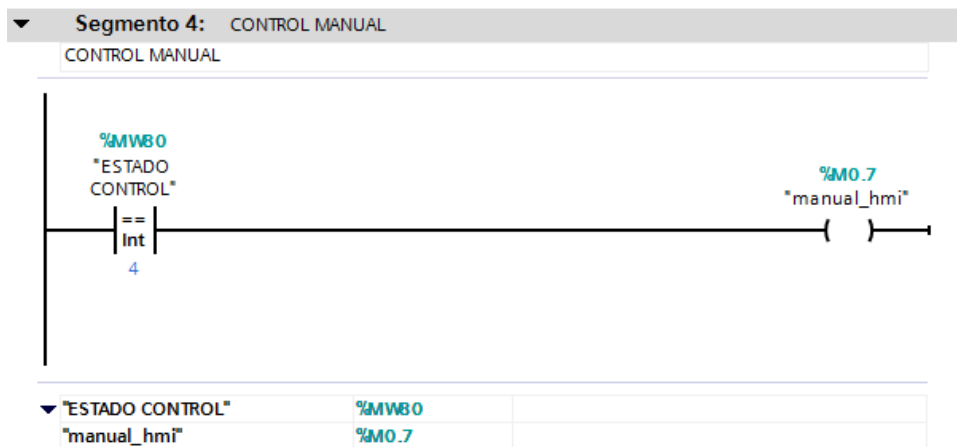 Segmento 4: CONTROL MANUAL
CONTROL MANUAL
%MW80
"ESTADO
CONTROL"
==
Int
4
%M0.7
"manual_hmi"
"ESTADO CONTROL" %MW80
"manual_hmi" %M0.7